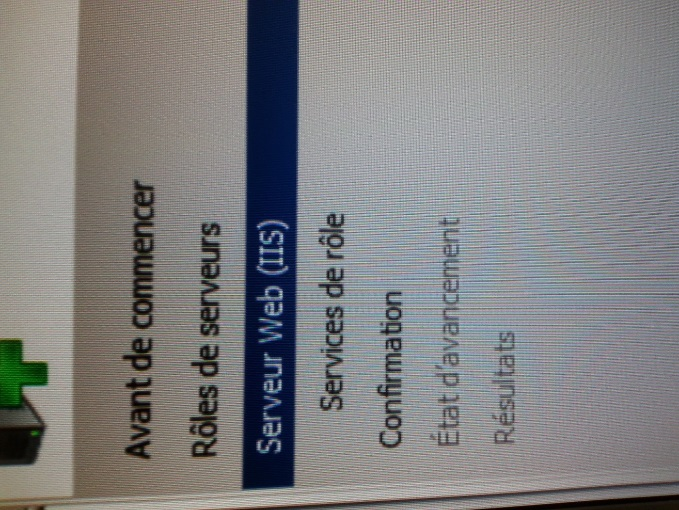 Avant de commencer
Rôles de serveurs
Serveur Web (IIS)
Services de rôle
Confirmation
État d'avancement
Résultats